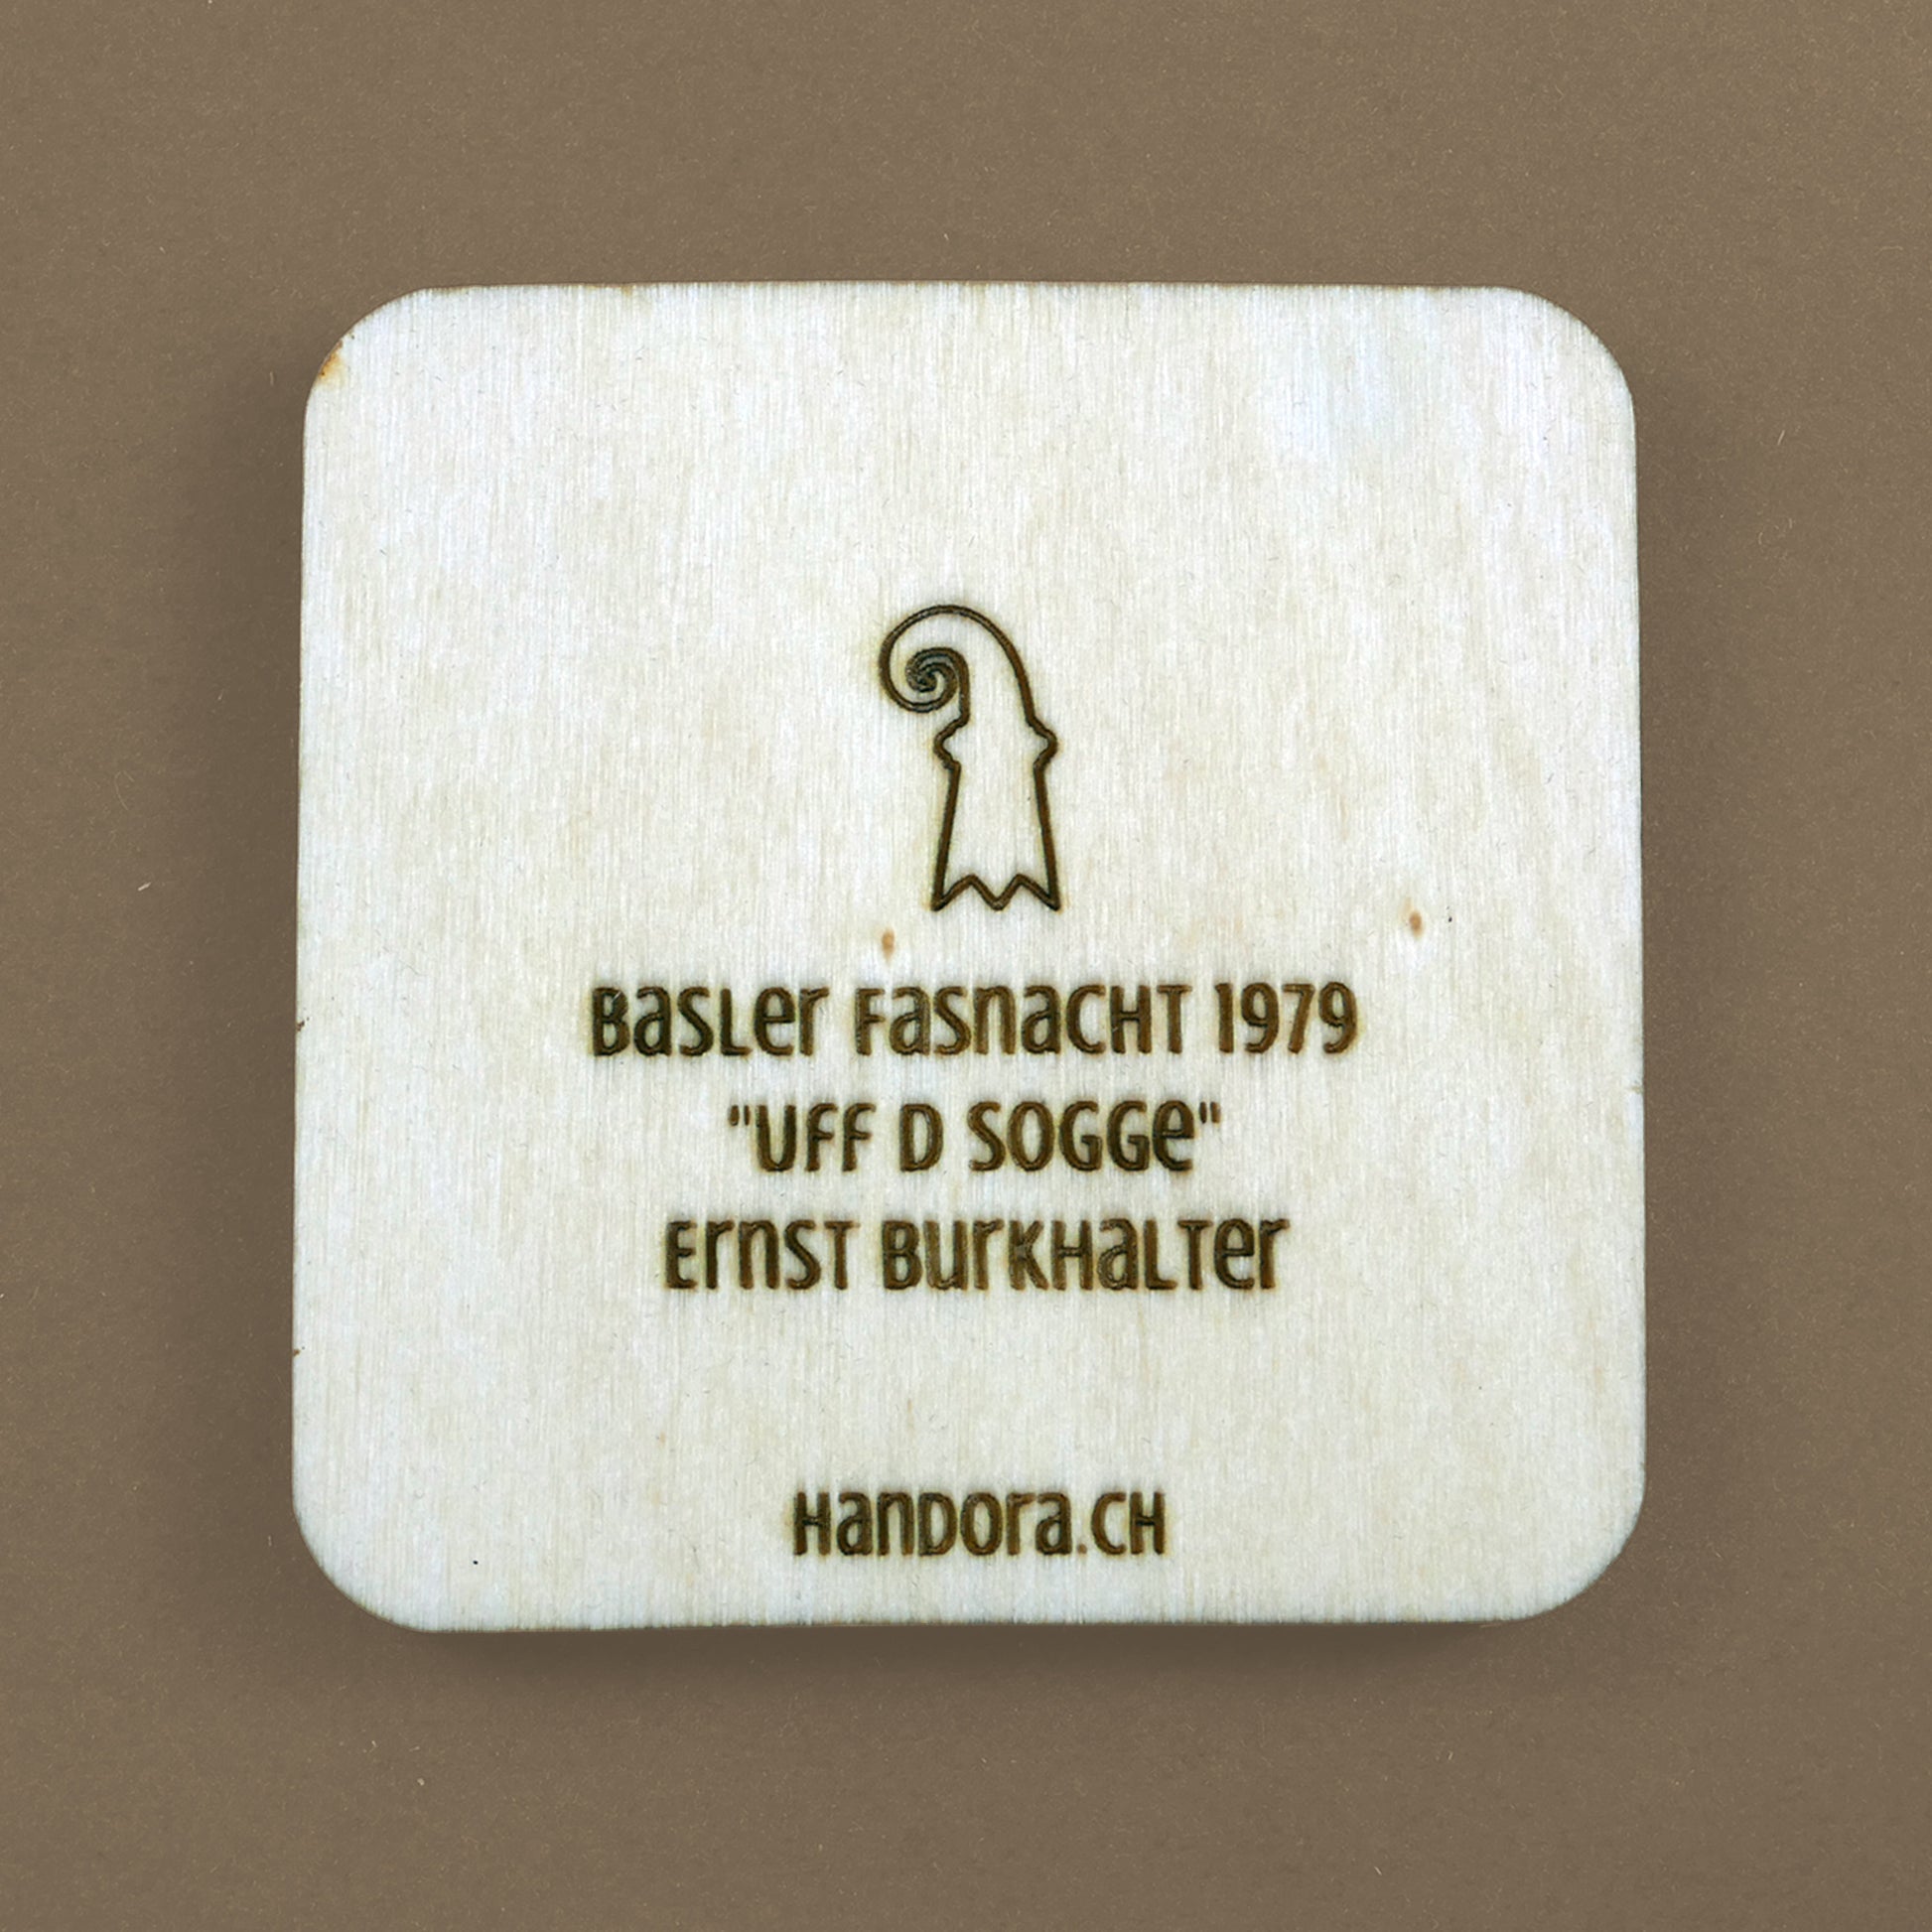 Basler Fasnacht 1979
"Uff d Sogge"
Ernst Burkhalter
Handora.ch